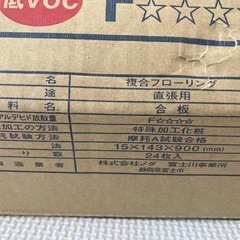 低VOC F☆☆☆
複合フローリング
直張用
料 名 合板
アルデヒド放散量 F☆☆☆☆
加工の方法 特殊加工化粧
耗試験方法 摩耗A試験合格
法 15×143×900(mm)
り 数 24枚入
造業者 株式会社ノダ 富士川事業所
静岡県富士市